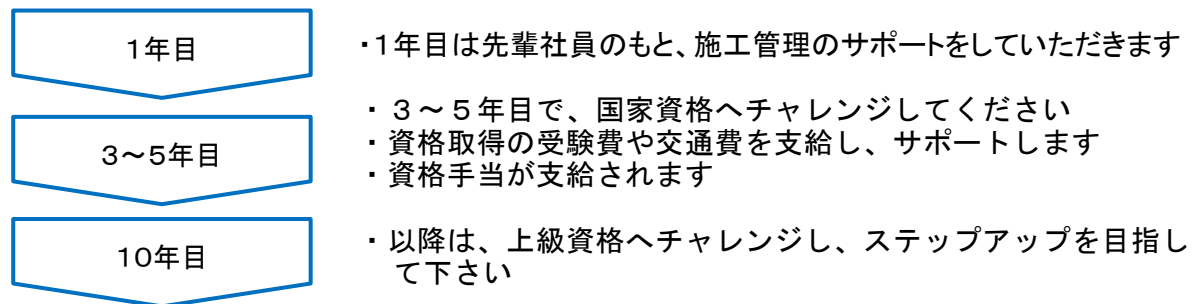 1年目
・1年目は先輩社員のもと、施工管理のサポートをしていただきます
3～5年目
・３～５年目で、国家資格へチャレンジしてください
・資格取得の受験費や交通費を支給し、サポートします
・資格手当が支給されます
10年目
・以降は、上級資格へチャレンジし、ステップアップを目指し
て下さい